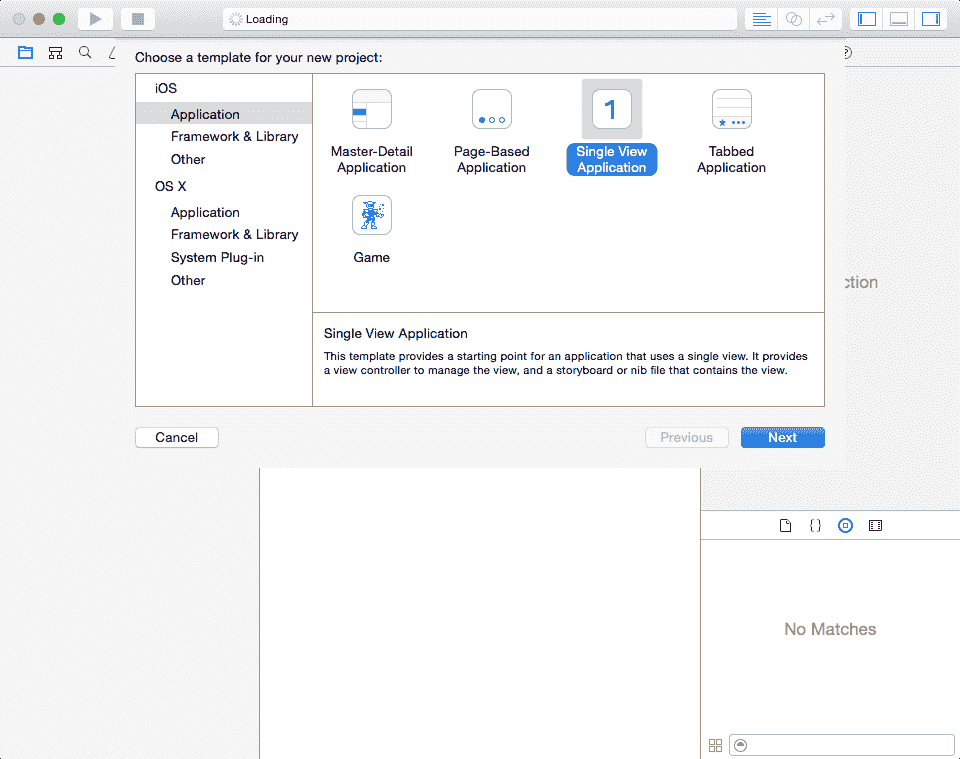 Loading
Choose a template for your new project:
iOS
Application
Framework & Library
Other
OS X
Application
Framework & Library
System Plug-in
Other
Master-Detail
Application
Page-Based
Application
1
Single View
Application
Tabbed
Application
Game
Single View Application
This template provides a starting point for an application that uses a single view. It provides
a view controller to manage the view, and a storyboard or nib file that contains the view.
Cancel
Previous
Next
ction
No Matches